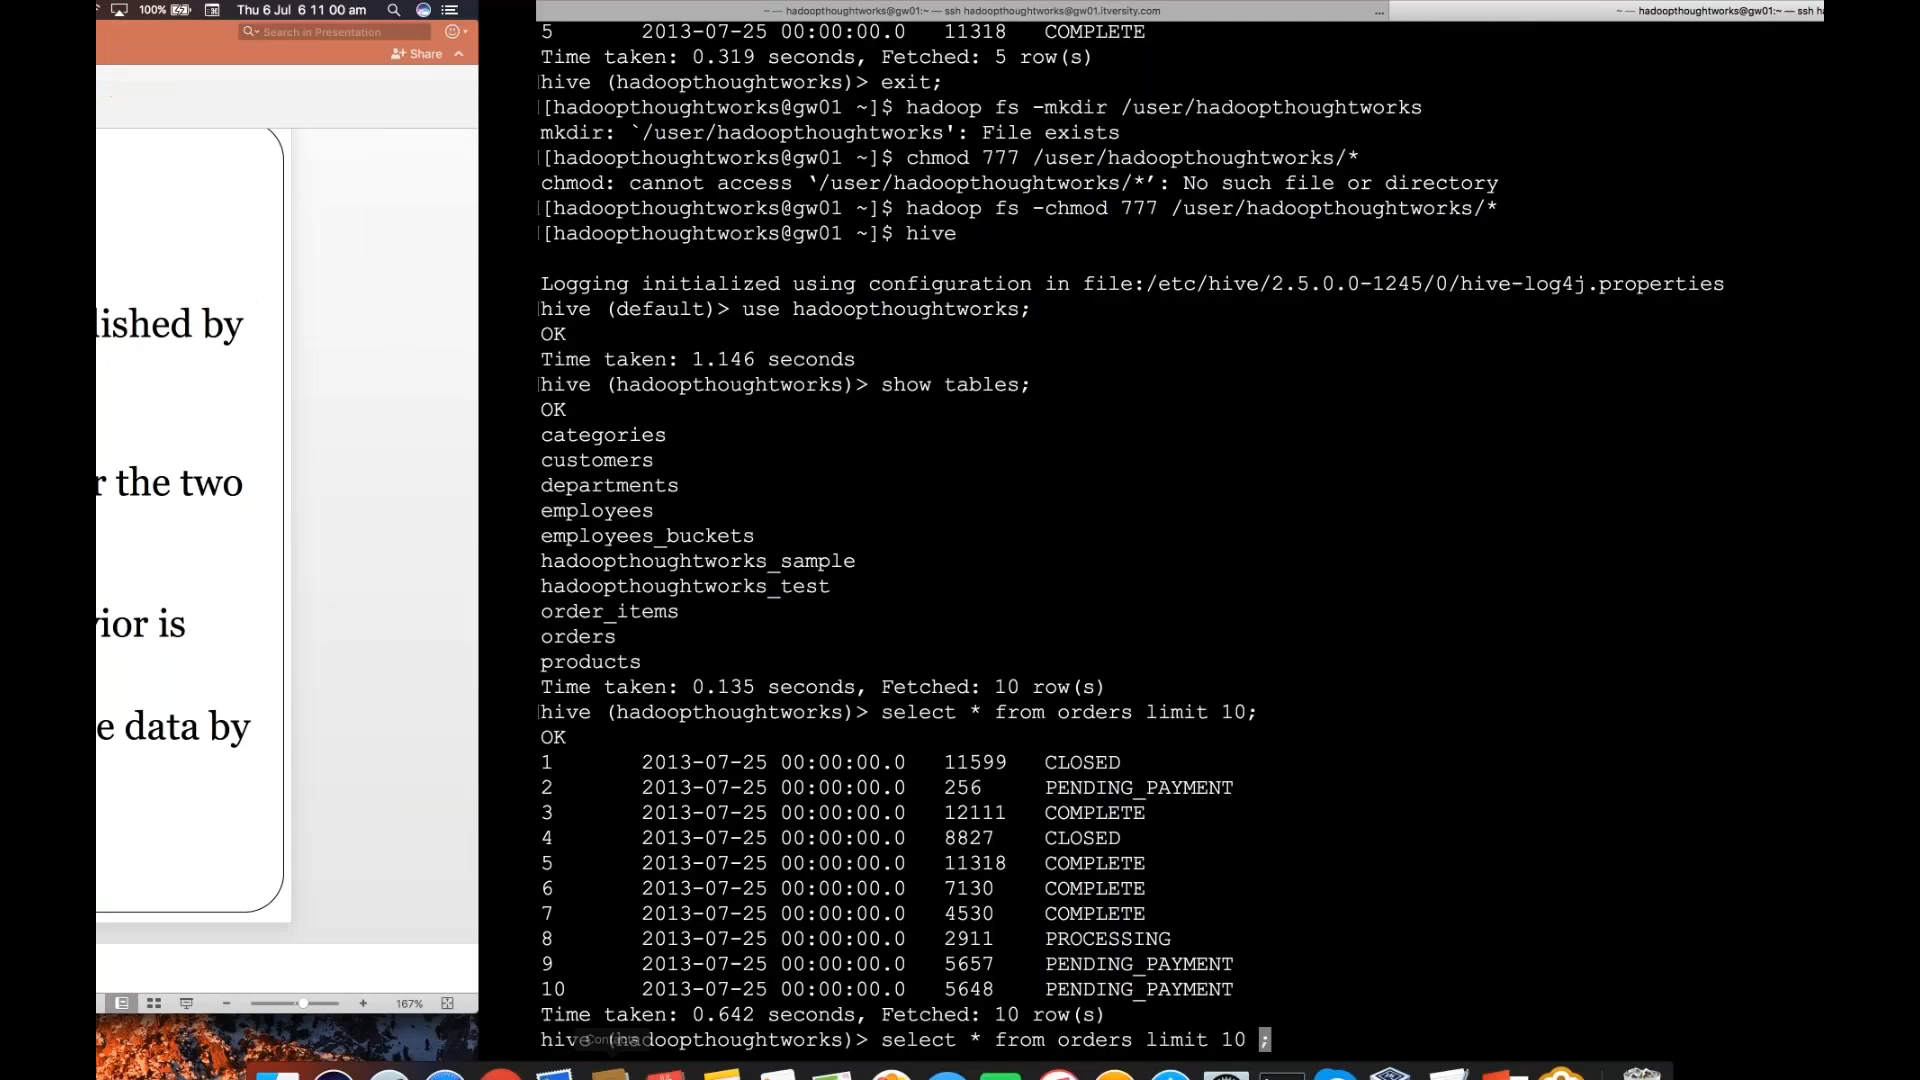 100%
Thu 6 Jul 6 11 00 am
Search in Presentation
Share
lished by
r the two
ior is
e data by
167%
~ — hadoopthoughtworks@gw01:~ — ssh hadoopthoughtworks@gw01.itversity.com
...
~ — hadoopthoughtworks@gw01:~ — ssh ha
5 2013-07-25 00:00:00.0 11318 COMPLETE
Time taken: 0.319 seconds, Fetched: 5 row(s)
hive (hadoopthoughtworks)> exit;
[[hadoopthoughtworks@gw01 ~]$ hadoop fs -mkdir /user/hadoopthoughtworks
mkdir: `/user/hadoopthoughtworks': File exists
[[hadoopthoughtworks@gw01 ~]$ chmod 777 /user/hadoopthoughtworks/*
chmod: cannot access ‘/user/hadoopthoughtworks/*’: No such file or directory
[[hadoopthoughtworks@gw01 ~]$ hadoop fs -chmod 777 /user/hadoopthoughtworks/*
[[hadoopthoughtworks@gw01 ~]$ hive
Logging initialized using configuration in file:/etc/hive/2.5.0.0-1245/0/hive-log4j.properties
hive (default)> use hadoopthoughtworks;
OK
Time taken: 1.146 seconds
hive (hadoopthoughtworks)> show tables;
OK
categories
customers
departments
employees
employees_buckets
hadoopthoughtworks_sample
hadoopthoughtworks_test
order_items
orders
products
Time taken: 0.135 seconds, Fetched: 10 row(s)
hive (hadoopthoughtworks)> select * from orders limit 10;
OK
1 2013-07-25 00:00:00.0 11599 CLOSED
2 2013-07-25 00:00:00.0 256 PENDING_PAYMENT
3 2013-07-25 00:00:00.0 12111 COMPLETE
4 2013-07-25 00:00:00.0 8827 CLOSED
5 2013-07-25 00:00:00.0 11318 COMPLETE
6 2013-07-25 00:00:00.0 7130 COMPLETE
7 2013-07-25 00:00:00.0 4530 COMPLETE
8 2013-07-25 00:00:00.0 2911 PROCESSING
9 2013-07-25 00:00:00.0 5657 PENDING_PAYMENT
10 2013-07-25 00:00:00.0 5648 PENDING_PAYMENT
Time taken: 0.642 seconds, Fetched: 10 row(s)
hive (hadoopthoughtworks)> select * from orders limit 10 ;